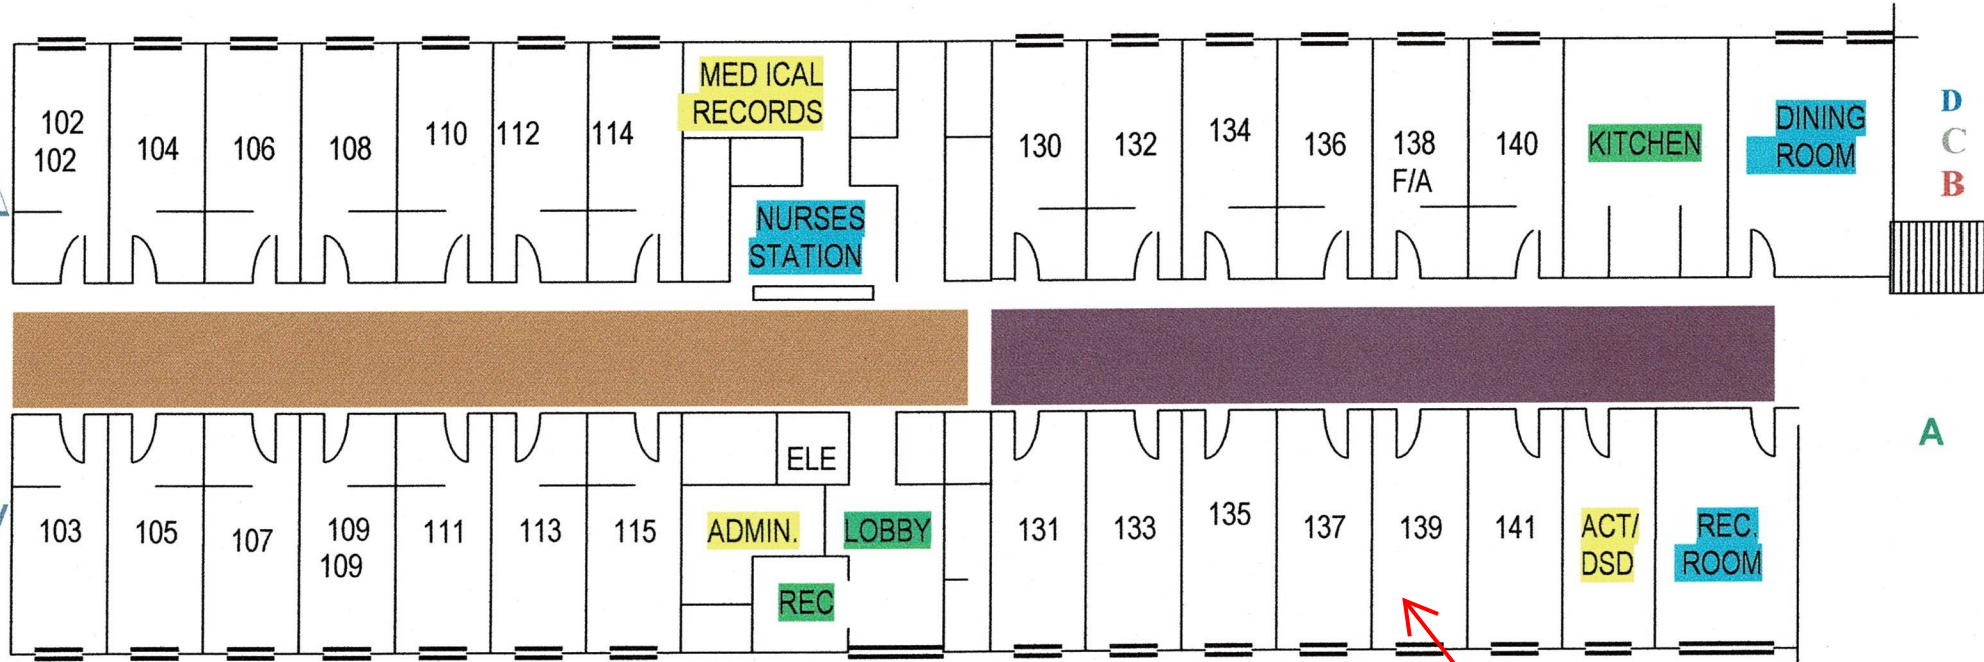 MED ICAL
RECORDS
102
102
104
106
108
110
112
114
130
132
134
136
138
F/A
140
KITCHEN
DINING
ROOM
D
C
B
NURSES
STATION
A
ELE
103
105
107
109
109
111
113
115
ADMIN.
LOBBY
REC
131
133
135
137
139
141
ACT/
DSD
REC.
ROOM